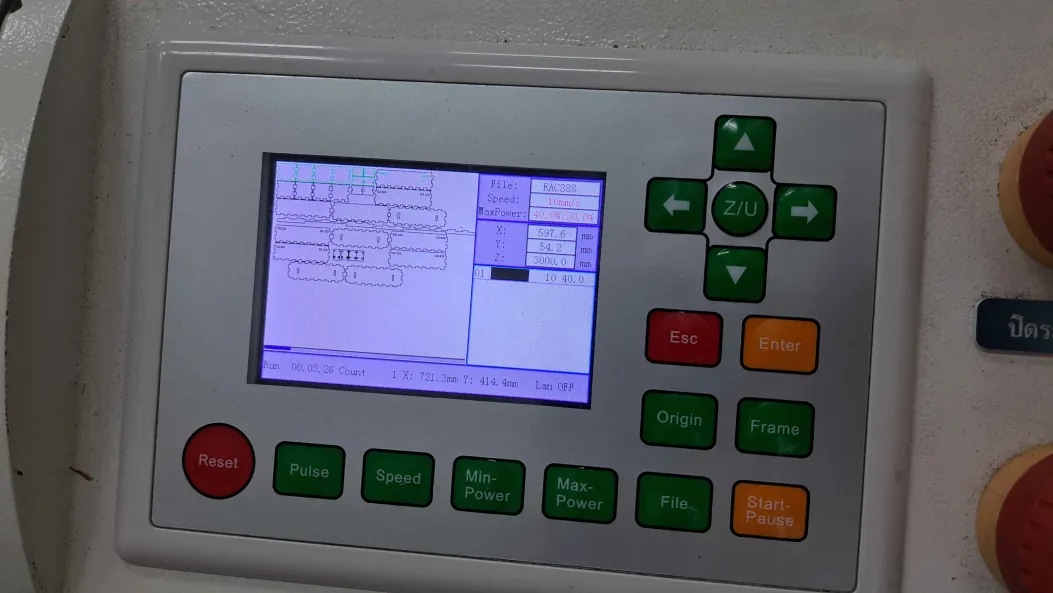 File: RAC888
Speed: 10mm/s
MaxPower: 40.0%/30.0%
X: 597.6 mm
Y: 54.2 mm
Z: 3000.0 mm
01 10 40.0
Run 00.03.26 Count 1 X: 721.3mm Y: 414.4mm Lan OFF
Z/U
Esc
Enter
Origin
Frame
Reset
Pulse
Speed
Min-
Power
Max-
Power
File
Start-
Pause
ปิดร